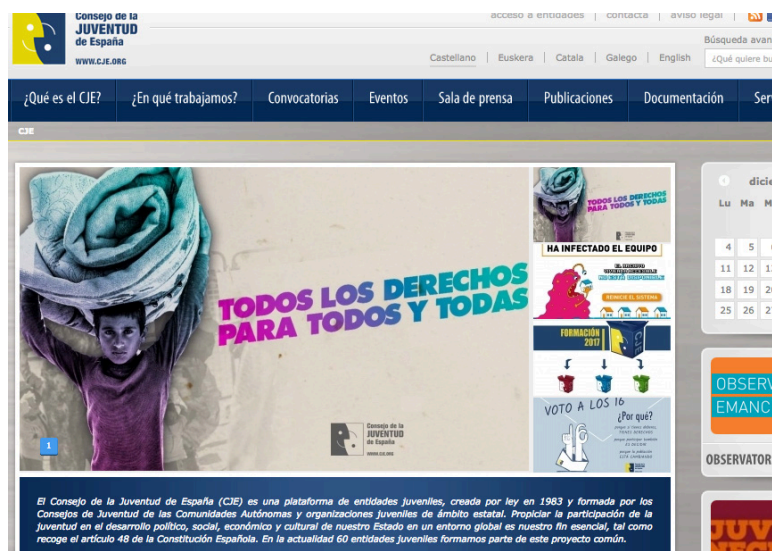 Consejo de la
JUVENTUD
de España
WWW.CJE.ORG
acceso a entidades | contacta | aviso legal |
Búsqueda
Castellano | Euskera | Catala | Galego | English
¿Qué quiere
¿Qué es el CJE?
¿En qué trabajamos?
Convocatorias
Eventos
Sala de prensa
Publicaciones
Documentación
CJE
TODOS LOS DERECHOS
PARA TODOS Y TODAS
Consejo de la
JUVENTUD
de España
WWW.CJE.ORG
1
TODOS LOS DERECHOS
PARA TODOS Y TODAS
HA INFECTADO EL EQUIPO
REINICIE EL SISTEMA
FORMACIÓN
2017
CJE
VOTO A LOS 16
¿Por qué?
El Consejo de la Juventud de España (CJE) es una plataforma de entidades juveniles, creada por ley en 1983 y formada por los
Consejos de Juventud de las Comunidades Autónomas y organizaciones juveniles de ámbito estatal. Propiciar la participación de la
juventud en el desarrollo político, social, económico y cultural de nuestro Estado en un entorno global es nuestro fin esencial, tal como
recoge el artículo 48 de la Constitución Española. En la actualidad 60 entidades juveniles formamos parte de este proyecto común.
Lu Ma
4 5
11 12
18 19
25 26